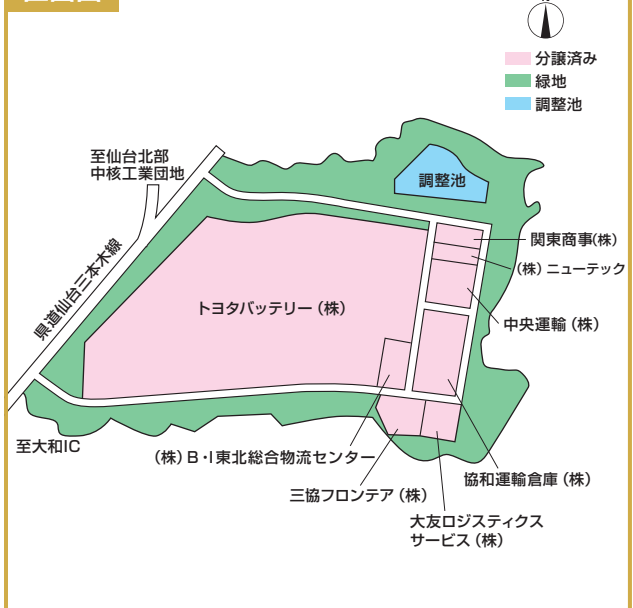 分譲済み
緑地
調整池
至仙台北部
中核工業団地
調整池
関東商事(株)
(株)ニューテック
県道仙台三本木線
トヨタバッテリー(株)
中央運輸(株)
至大和IC
(株)B・I東北総合物流センター
協和運輸倉庫(株)
三協フロンテア(株)
大友ロジスティクス
サービス(株)